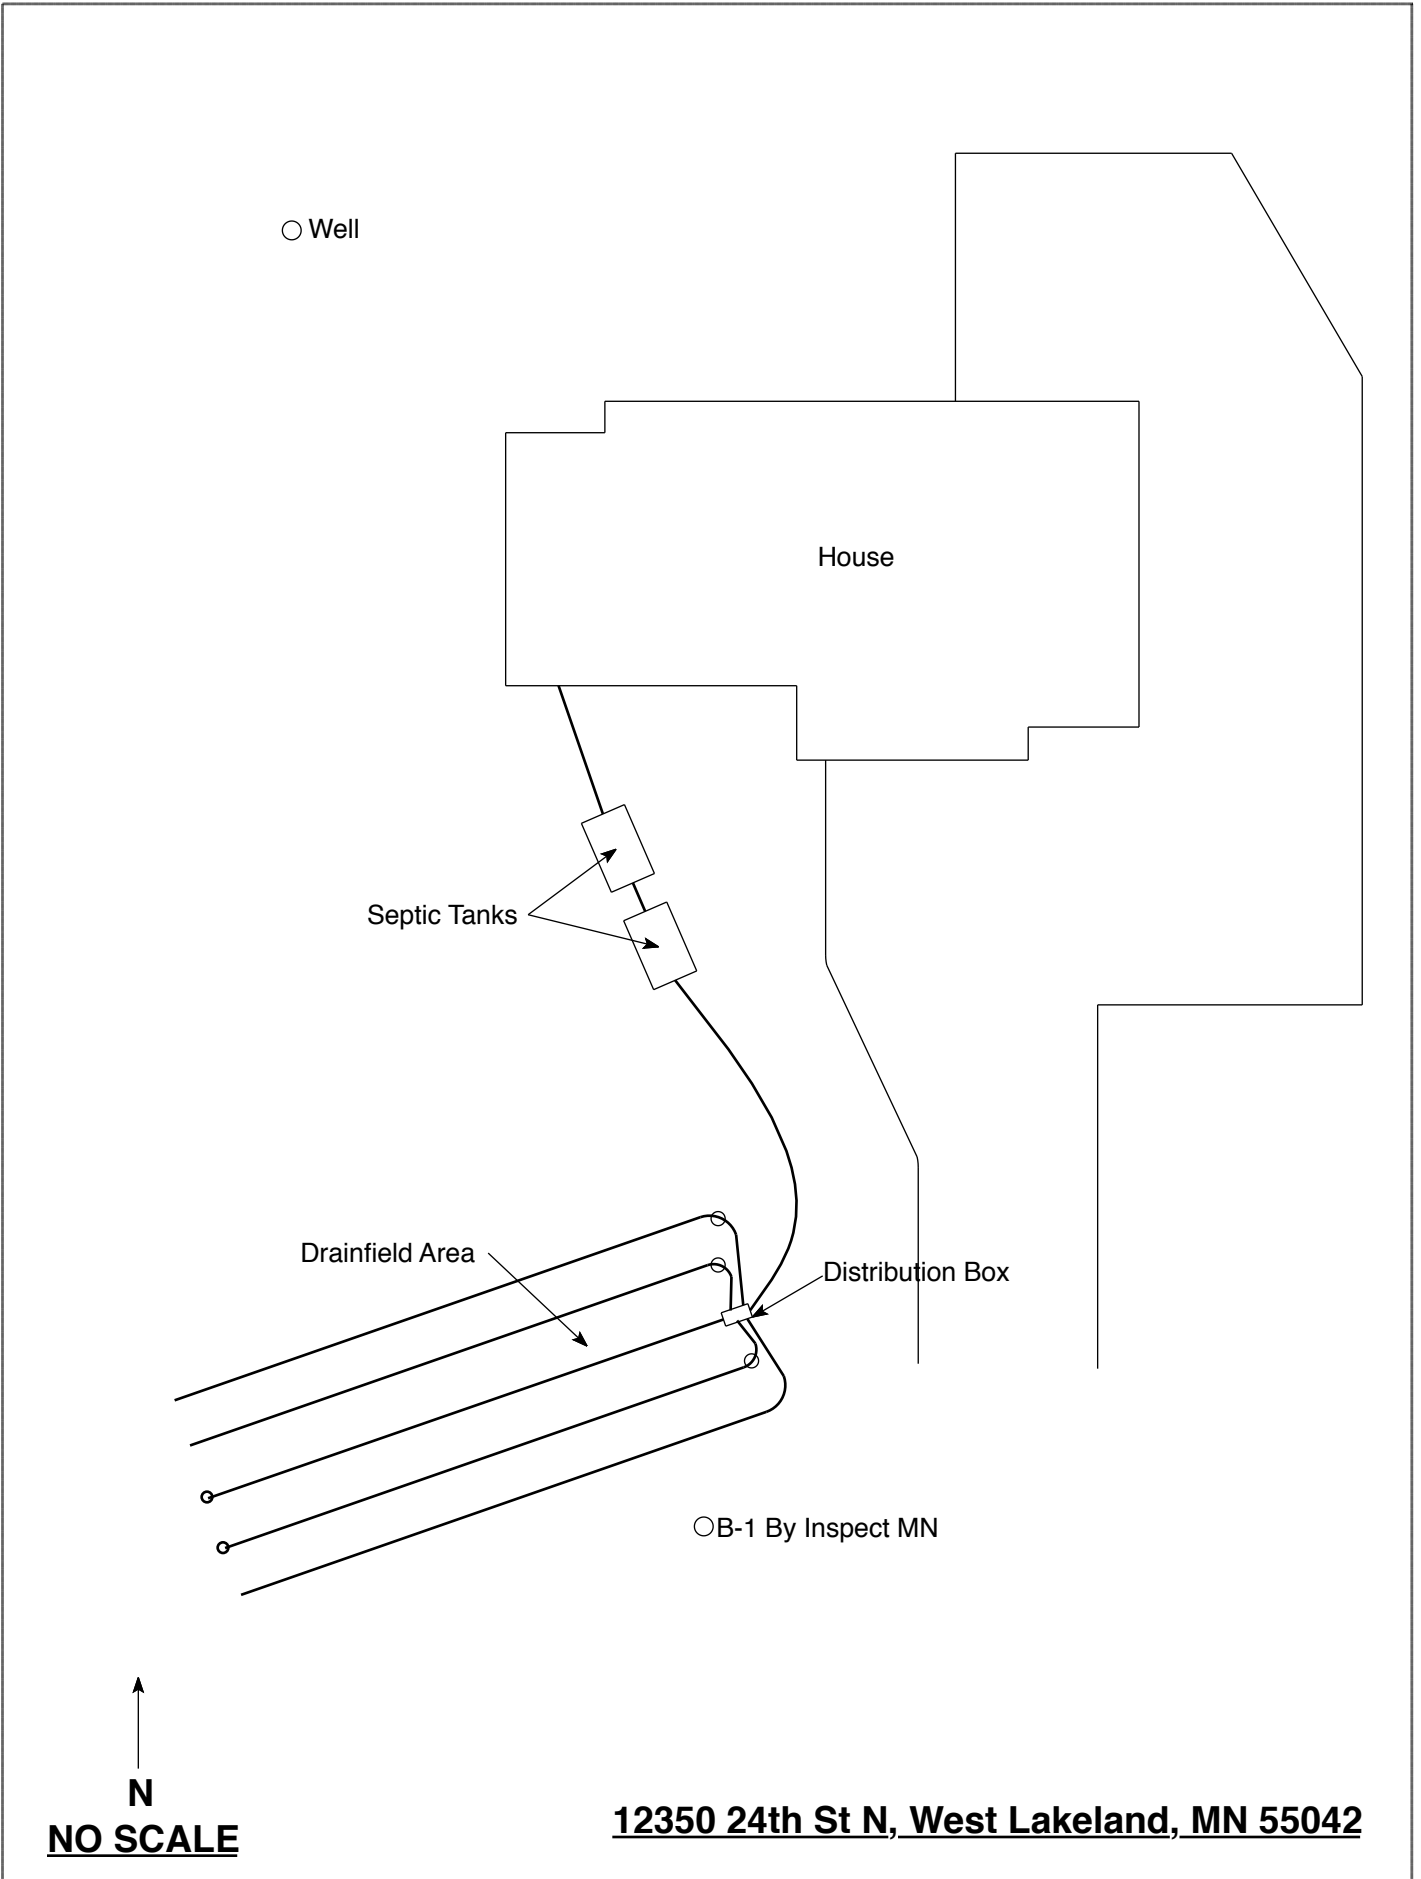 Well
House
Septic Tanks
Drainfield Area
Distribution Box
B-1 By Inspect MN
N
NO SCALE
12350 24th St N, West Lakeland, MN 55042